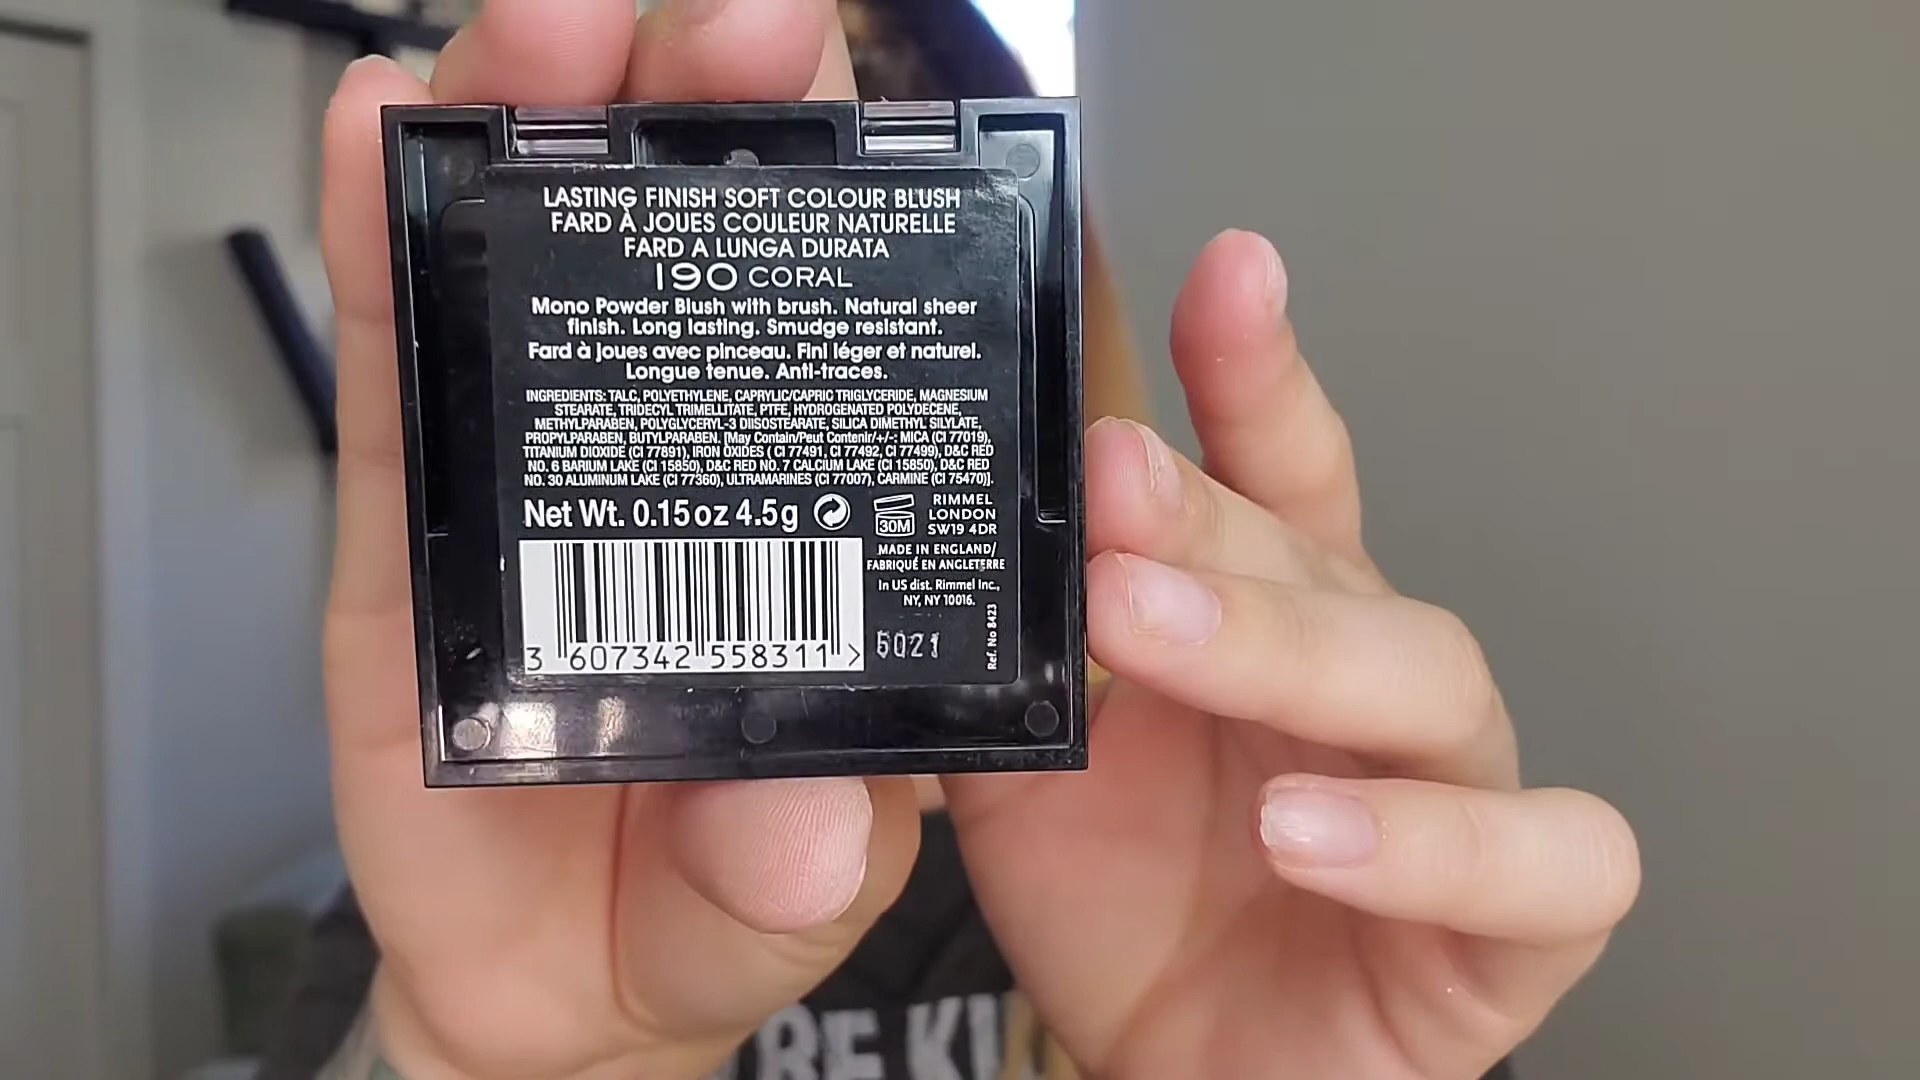 LASTING FINISH SOFT COLOUR BLUSH
FARD À JOUES COULEUR NATURELLE
FARD A LUNGA DURATA
190 CORAL
Mono Powder Blush with brush. Natural sheer
finish. Long lasting. Smudge resistant.
Fard à joues avec pinceau. Fini léger et naturel.
Longue tenue. Anti-traces.
INGREDIENTS: TALC, POLYETHYLENE, CAPRYLIC/CAPRIC TRIGLYCERIDE, MAGNESIUM
STEARATE, TRIDECYL TRIMELLITATE, PTFE, HYDROGENATED POLYDECENE,
METHYLPARABEN, POLYGLYCERYL-3 DIISOSTEARATE, SILICA DIMETHYL SILYLATE,
PROPYLPARABEN, BUTYLPARABEN. [May Contain/Peut Contenir/+/-: MICA (CI 77019),
TITANIUM DIOXIDE (CI 77891), IRON OXIDES ( CI 77491, CI 77492, CI 77499), D&C RED
NO. 6 BARIUM LAKE (CI 15850), D&C RED NO. 7 CALCIUM LAKE (CI 15850), D&C RED
NO. 30 ALUMINUM LAKE (CI 77360), ULTRAMARINES (CI 77007), CARMINE (CI 75470)].
Net Wt. 0.15oz 4.5g
30M
RIMMEL
LONDON
SW19 4DR
MADE IN ENGLAND/
FABRIQUÉ EN ANGLETERRE
In US dist. Rimmel Inc.,
NY, NY 10016.
3 607342 558311 >
5021
Ref. No 8423
BE